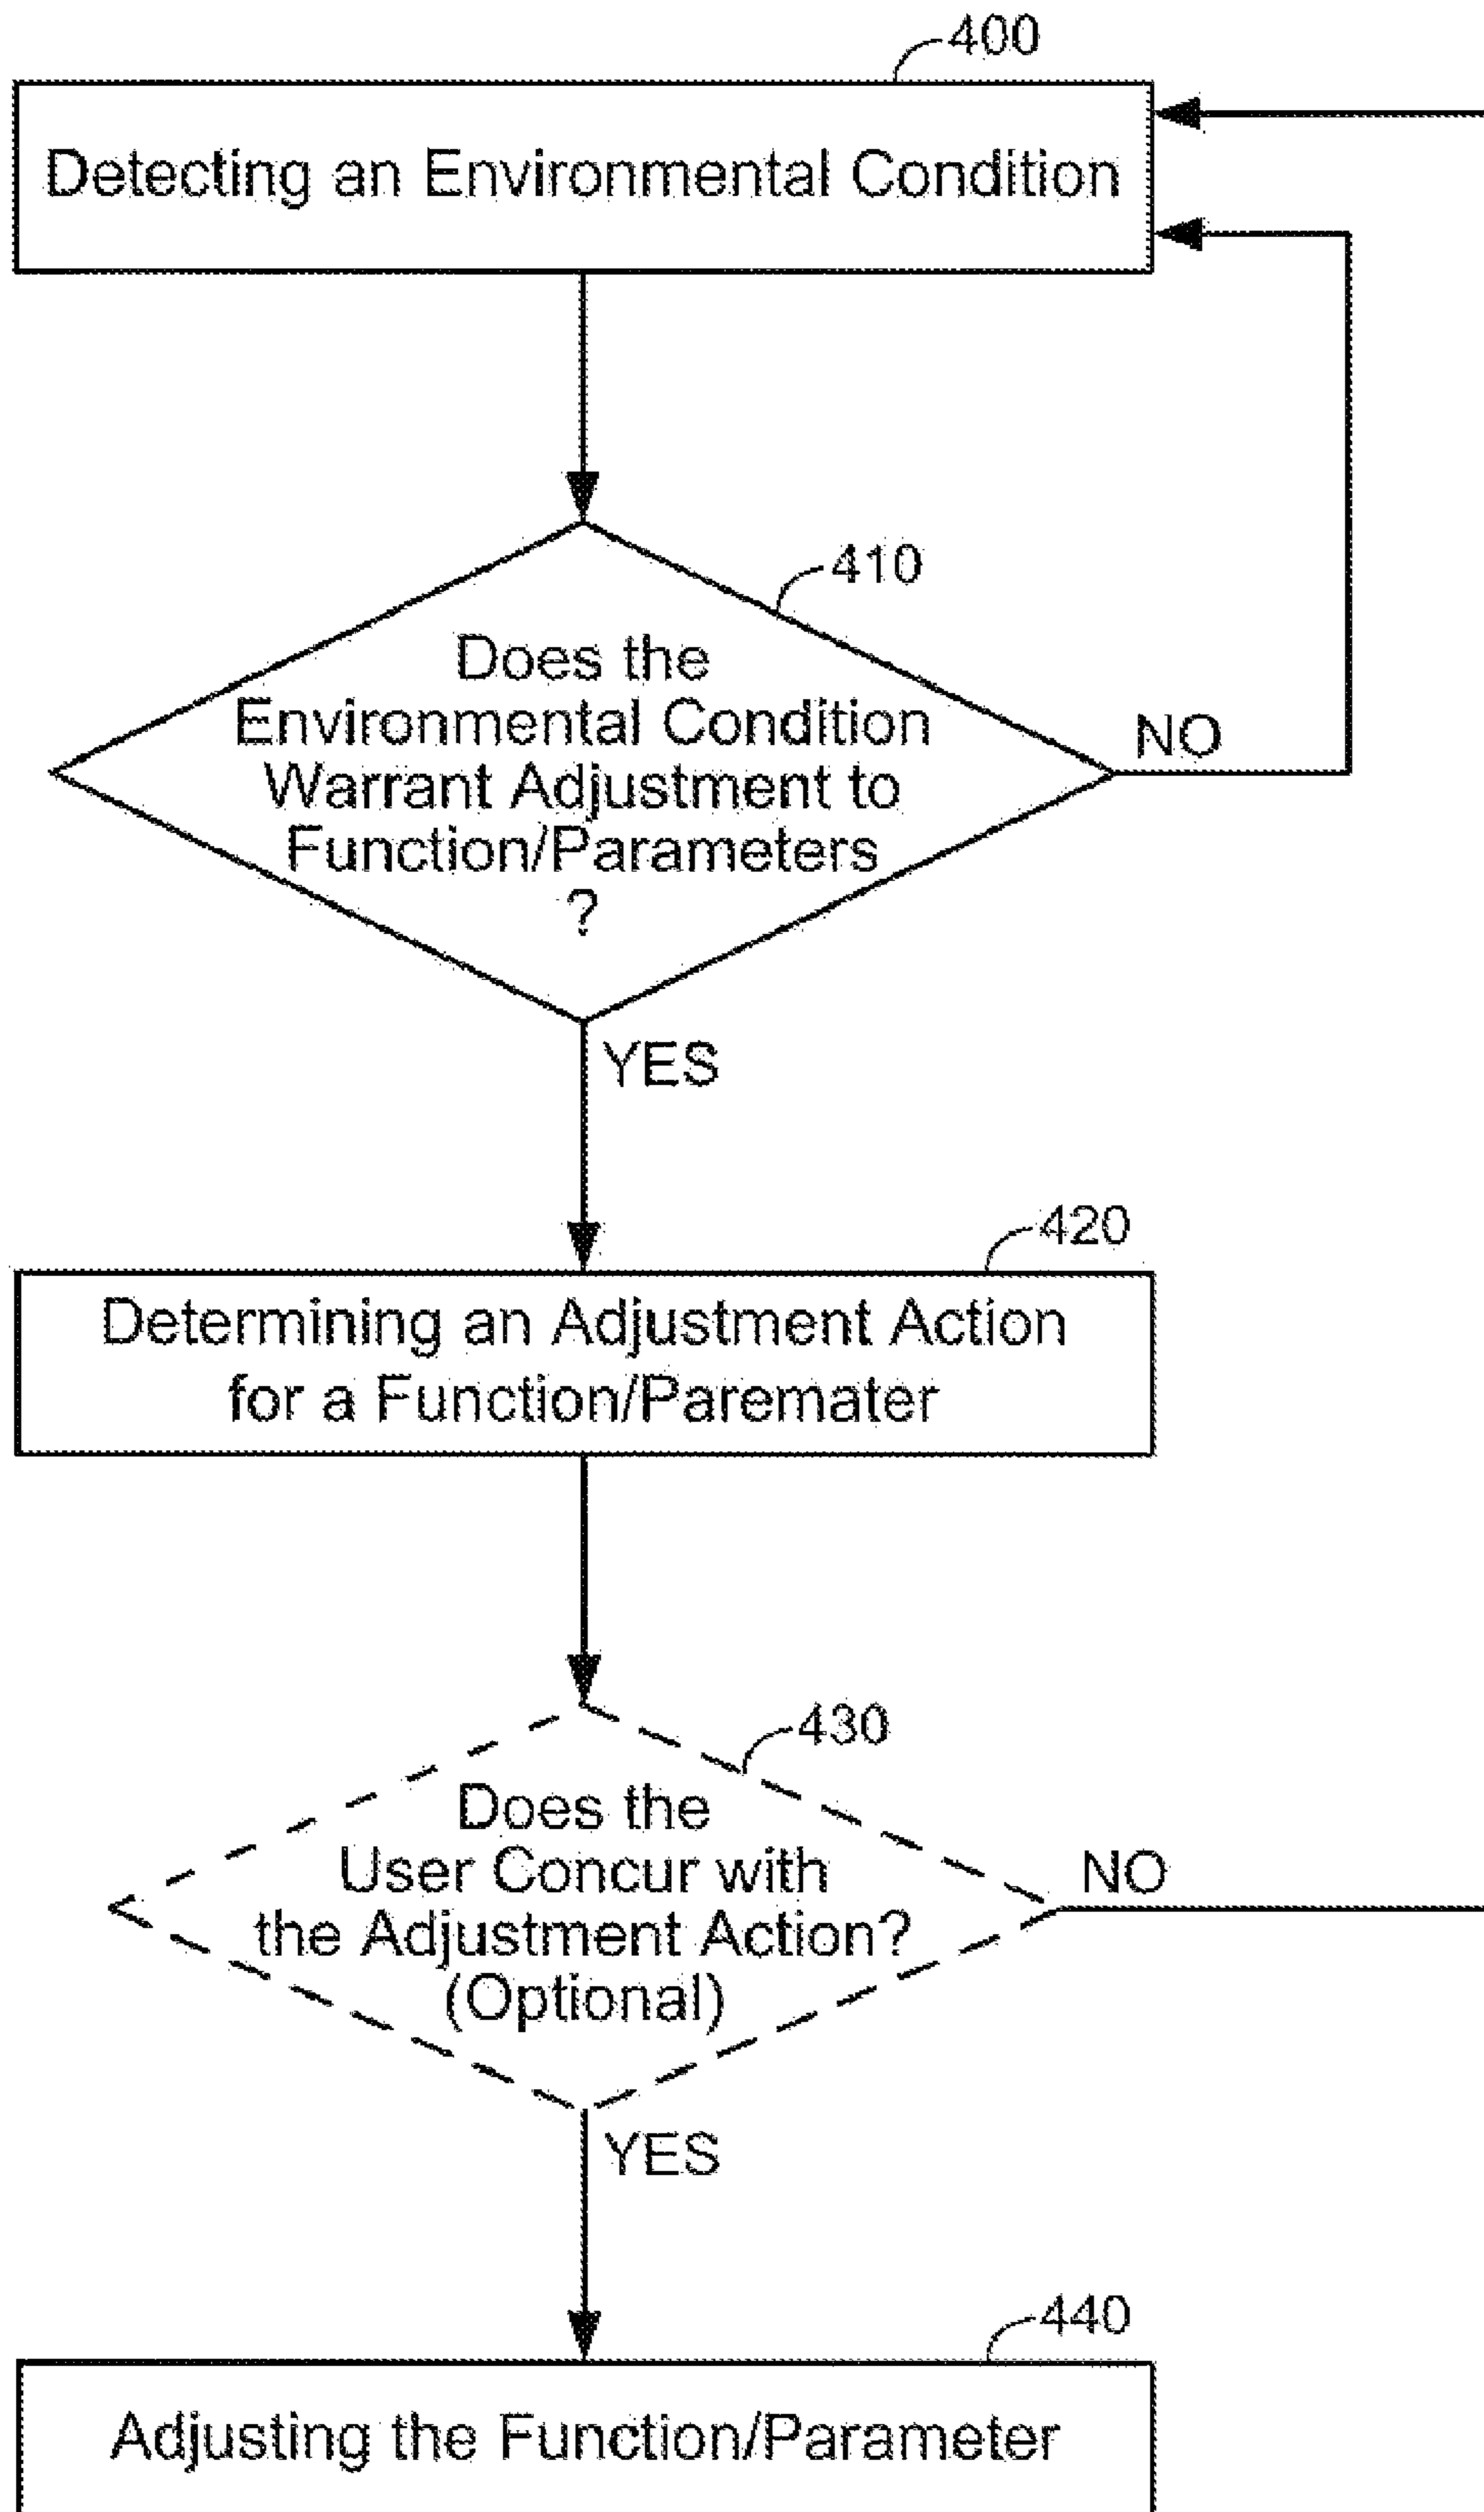 400
Detecting an Environmental Condition
410
Does the
Environmental Condition
Warrant Adjustment to
Function/Parameters
?
NO
YES
420
Determining an Adjustment Action
for a Function/Paremater
430
Does the
User Concur with
the Adjustment Action?
(Optional)
NO
YES
440
Adjusting the Function/Parameter